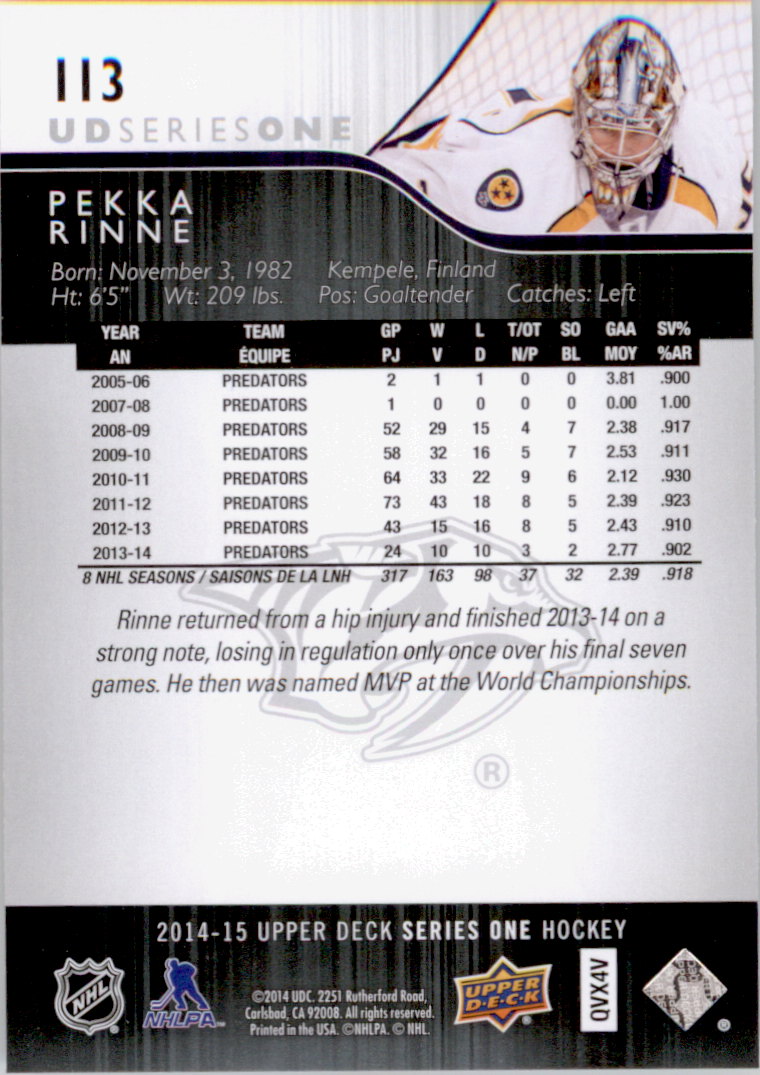 113
UDSERIESONE
PEKKA
RINNE
Born: November 3, 1982 Kempele, Finland
Ht: 6'5" Wt: 209 lbs. Pos: Goaltender Catches: Left
YEAR TEAM GP W L T/OT SO GAA SV%
AN ÉQUIPE PJ V D N/P BL MOY %AR
2005-06 PREDATORS 2 1 1 0 0 3.81 .900
2007-08 PREDATORS 1 0 0 0 0 0.00 1.00
2008-09 PREDATORS 52 29 15 4 7 2.38 .917
2009-10 PREDATORS 58 32 16 5 7 2.53 .911
2010-11 PREDATORS 64 33 22 9 6 2.12 .930
2011-12 PREDATORS 73 43 18 8 5 2.39 .923
2012-13 PREDATORS 43 15 16 8 5 2.43 .910
2013-14 PREDATORS 24 10 10 3 2 2.77 .902
8 NHL SEASONS / SAISONS DE LA LNH 317 163 98 37 32 2.39 .918
Rinne returned from a hip injury and finished 2013-14 on a
strong note, losing in regulation only once over his final seven
games. He then was named MVP at the World Championships.
®
2014-15 UPPER DECK SERIES ONE HOCKEY
NHL ®
NHLPA™
©2014 UDC. 2251 Rutherford Road,
Carlsbad, CA 92008. All rights reserved.
Printed in the USA. ©NHLPA. © NHL.
UPPER
D·E·C·K ®
QVX4V